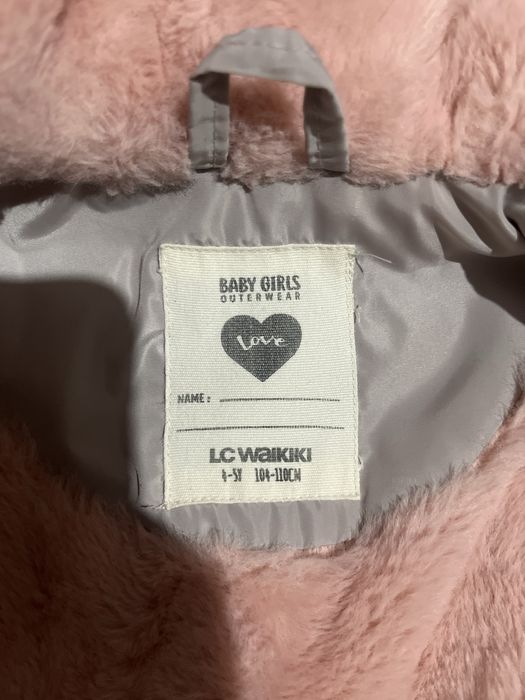 BABY GIRLS
OUTERWEAR
Love
NAME:
LC WAIKIKI
4-5Y 104-110CM